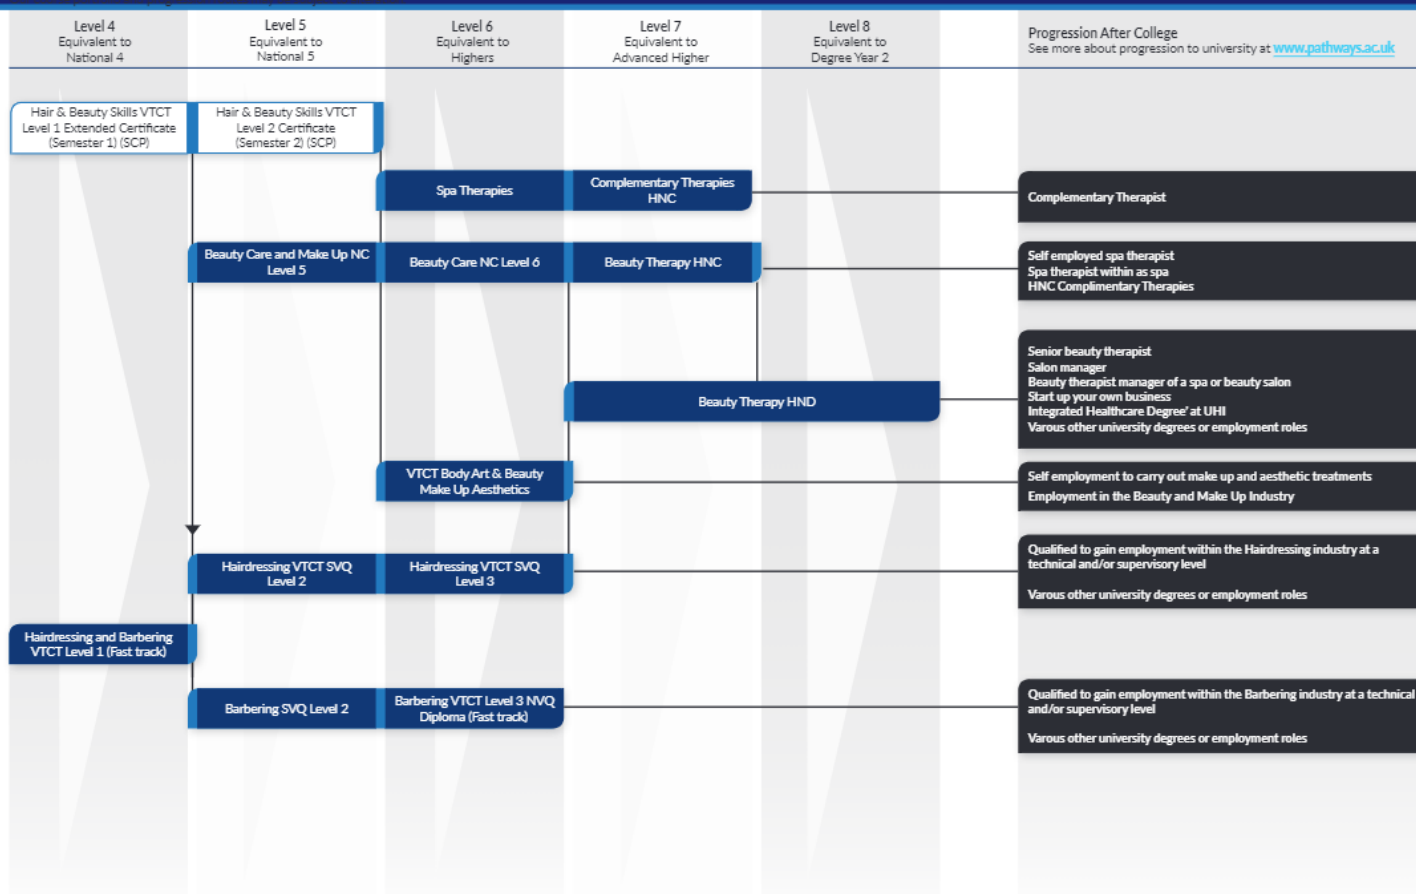 Level 4
Equivalent to
National 4
Level 5
Equivalent to
National 5
Level 6
Equivalent to
Highers
Level 7
Equivalent to
Advanced Higher
Level 8
Equivalent to
Degree Year 2
Progression After College
See more about progression to university at www.pathways.ac.uk
Hair & Beauty Skills VTCT
Level 1 Extended Certificate
(Semester 1) (SCP)
Hair & Beauty Skills VTCT
Level 2 Certificate
(Semester 2) (SCP)
Spa Therapies
Complementary Therapies
HNC
Complementary Therapist
Beauty Care and Make Up NC
Level 5
Beauty Care NC Level 6
Beauty Therapy HNC
Self employed spa therapist
Spa therapist within as spa
HNC Complimentary Therapies
Beauty Therapy HND
Senior beauty therapist
Salon manager
Beauty therapist manager of a spa or beauty salon
Start up your own business
Integrated Healthcare Degree' at UHI
Varous other university degrees or employment roles
VTCT Body Art & Beauty
Make Up Aesthetics
Self employment to carry out make up and aesthetic treatments
Employment in the Beauty and Make Up Industry
Hairdressing VTCT SVQ
Level 2
Hairdressing VTCT SVQ
Level 3
Qualified to gain employment within the Hairdressing industry at a
technical and/or supervisory level
Varous other university degrees or employment roles
Hairdressing and Barbering
VTCT Level 1 (Fast track)
Barbering SVQ Level 2
Barbering VTCT Level 3 NVQ
Diploma (Fast track)
Qualified to gain employment within the Barbering industry at a technical
and/or supervisory level
Varous other university degrees or employment roles